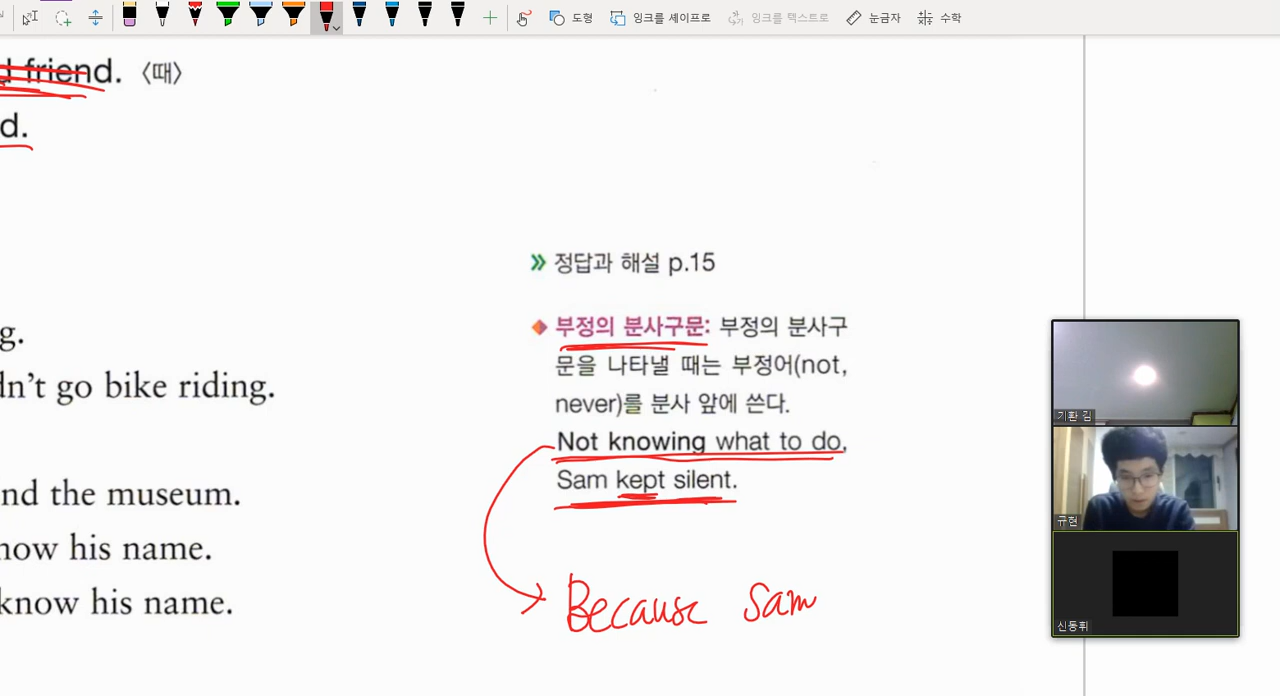 도형 잉크를 셰이프로 잉크를 텍스트로 눈금자 수학
friend. 〈때〉
d.
정답과 해설 p.15
부정의 분사구문: 부정의 분사구
문을 나타낼 때는 부정어(not,
never)를 분사 앞에 쓴다.
Not knowing what to do,
Sam kept silent.
g.
dn't go bike riding.
nd the museum.
now his name.
know his name.
Because Sam
기환 김
규현
신동휘